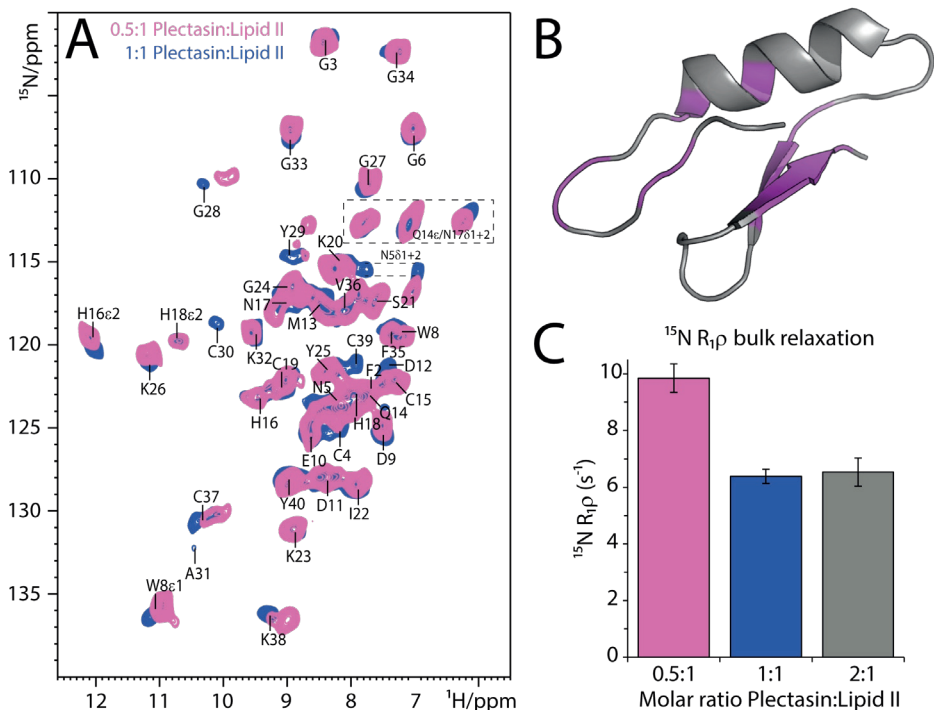 A
0.5:1 Plectasin:Lipid II
1:1 Plectasin:Lipid II
¹⁵N/ppm
110
115
120
125
130
135
12
11
10
9
8
7
¹H/ppm
G3
G34
G33
G6
G27
G28
Q14ε/N17δ1+2
Y29
K20
N5δ1+2
G24
N17
V36
S21
M13
H16ε2
H18ε2
C30
K32
C39
W8
F35
D12
K26
C19
Y25
F2
N5
C15
Q14
H16
H18
E10
C4
D9
Y40
D11
I22
C37
K23
A31
W8ε1
K38
B
C
¹⁵N R₁ρ bulk relaxation
¹⁵N R₁ρ (s⁻¹)
10
8
6
4
2
0
0.5:1
1:1
2:1
Molar ratio Plectasin:Lipid II